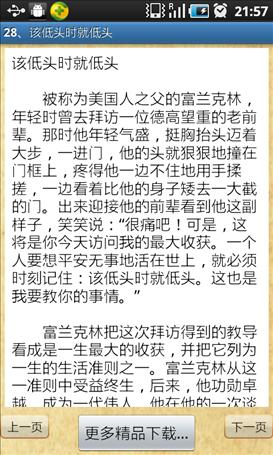 21:57
28、该低头时就低头
该低头时就低头
被称为美国人之父的富兰克林，
年轻时曾去拜访一位德高望重的老前
辈。那时他年轻气盛，挺胸抬头迈着
大步，一进门，他的头就狠狠地撞在
门框上，疼得他一边不住地用手揉
搓，一边看着比他的身子矮去一大截
的门。出来迎接他的前辈看到他这副
样子，笑笑说：“很痛吧！可是，这
将是你今天访问我的最大收获。一个
人要想平安无事地活在世上，就必须
时刻记住：该低头时就低头。这也是
我要教你的事情。”
富兰克林把这次拜访得到的教导
看成是一生最大的收获，并把它列为
一生的生活准则之一。富兰克林从这
一准则中受益终生，后来，他功勋卓
越，成为一代伟人，他在他的一次谈
上一页
更多精品下载...
下一页